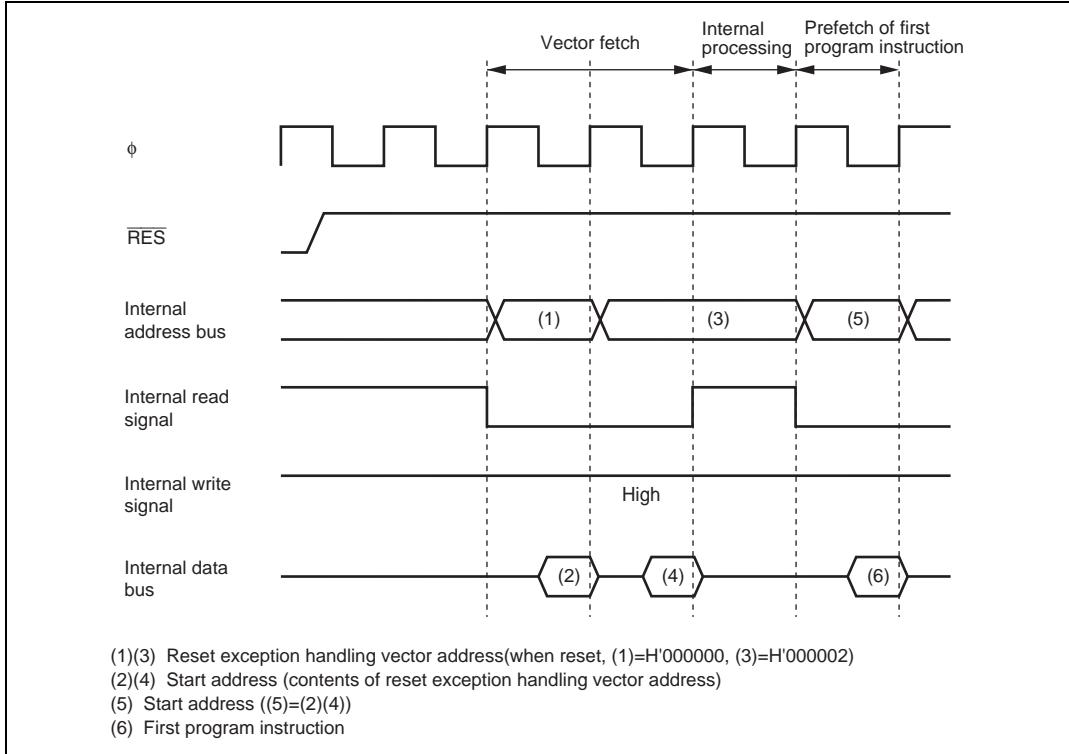 Vector fetch
Internal
processing
Prefetch of first
program instruction
ϕ
RES
Internal
address bus
(1)
(3)
(5)
Internal read
signal
Internal write
signal
High
Internal data
bus
(2)
(4)
(6)
(1)(3) Reset exception handling vector address(when reset, (1)=H'000000, (3)=H'000002)
(2)(4) Start address (contents of reset exception handling vector address)
(5) Start address ((5)=(2)(4))
(6) First program instruction